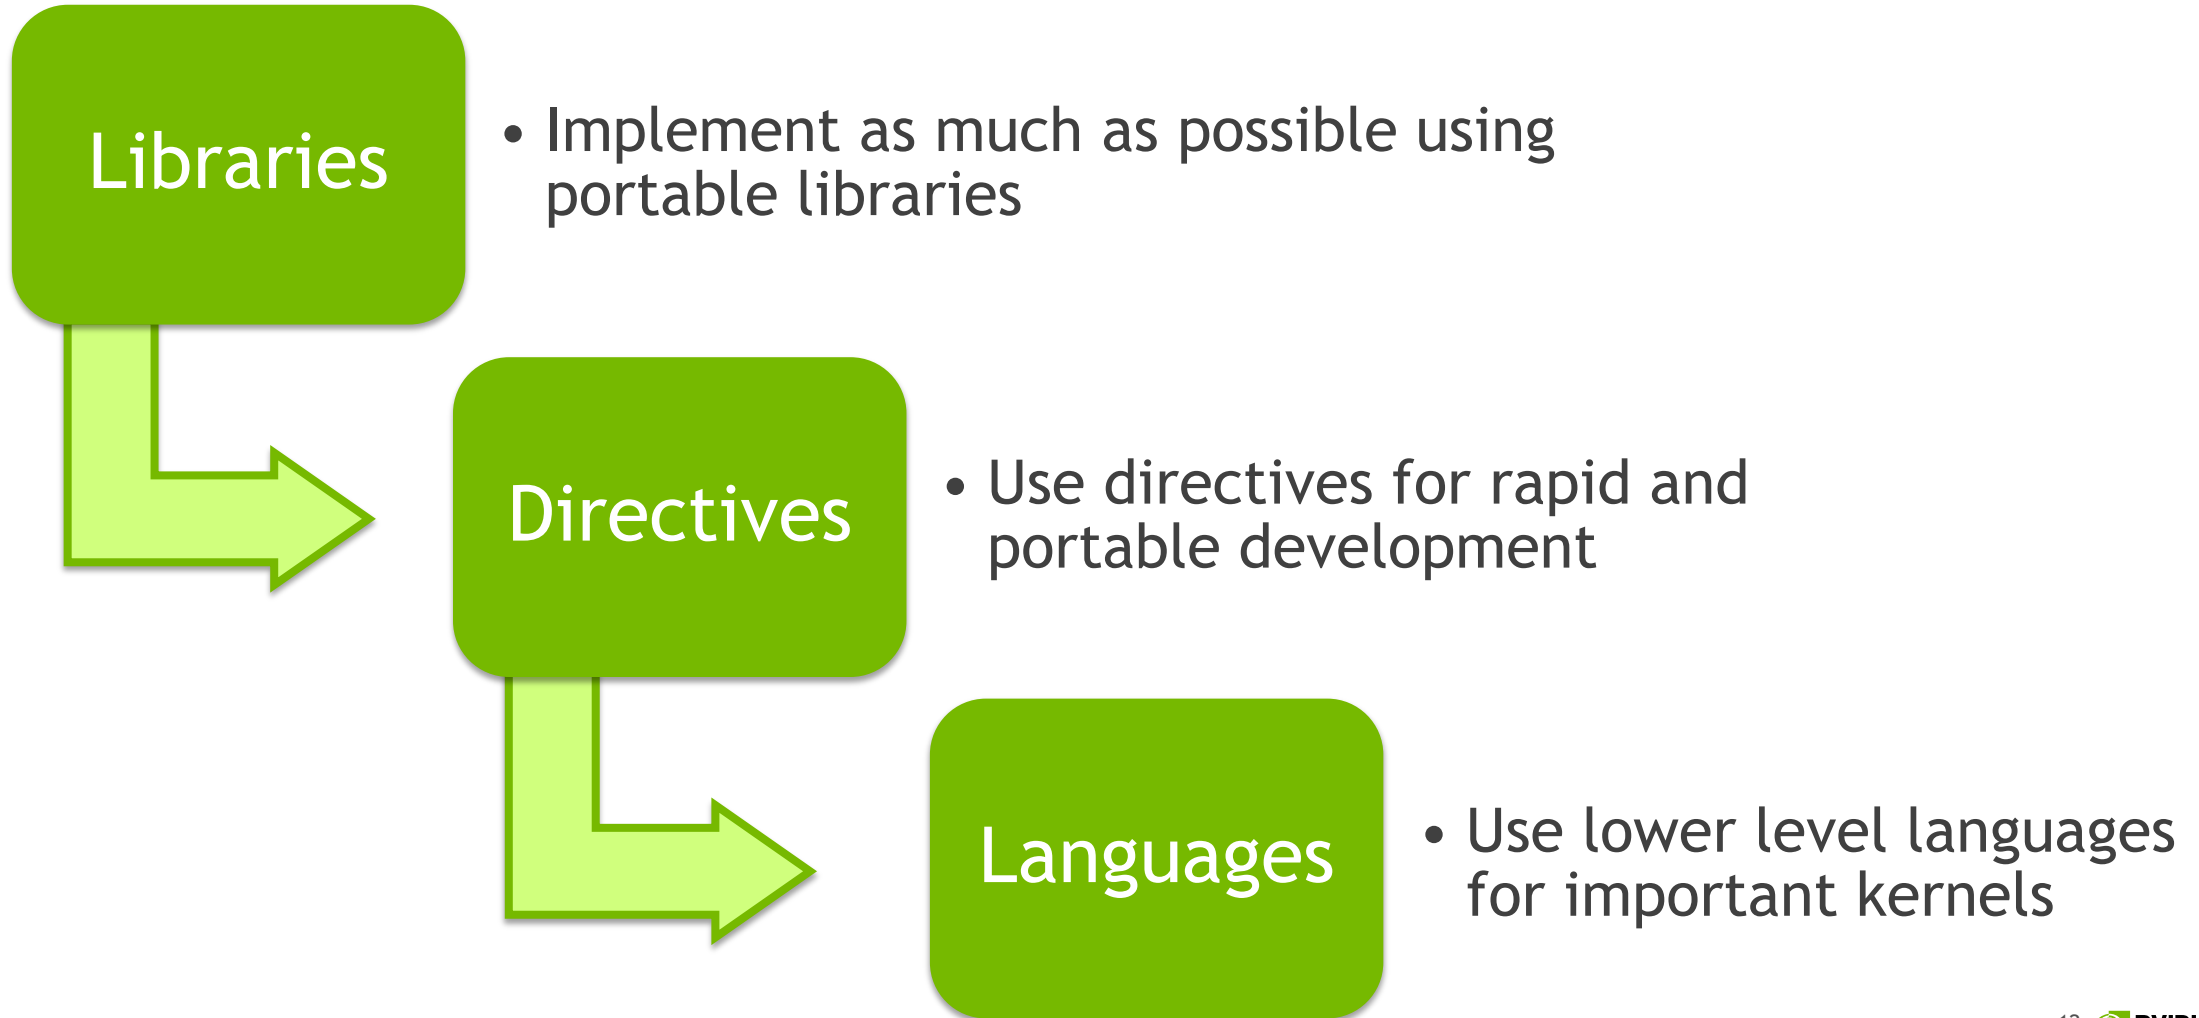 Libraries
• Implement as much as possible using
portable libraries
Directives
• Use directives for rapid and
portable development
Languages
• Use lower level languages
for important kernels